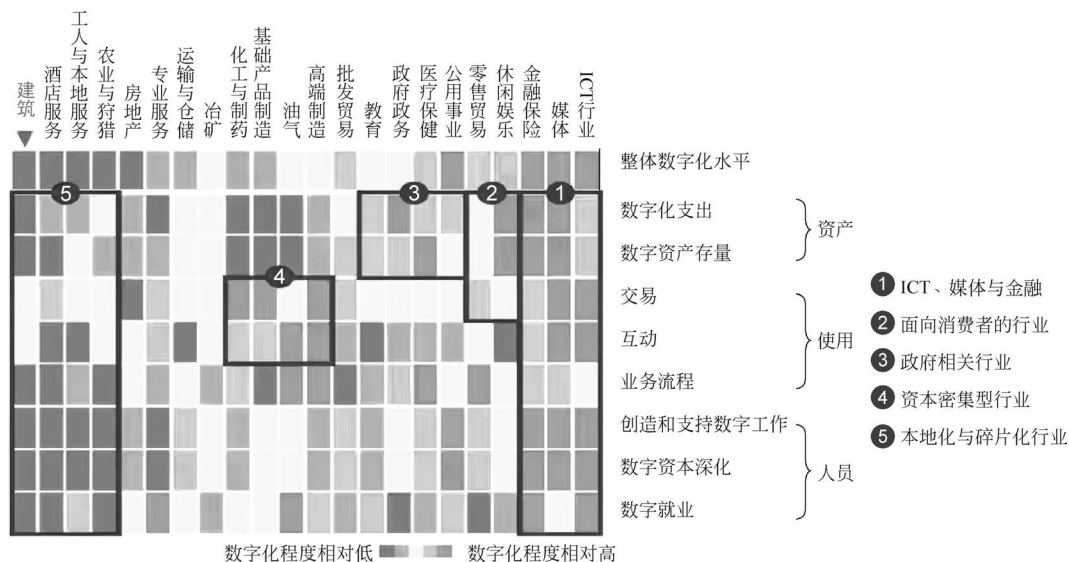 建筑
酒店服务
工人与本地服务
农业与狩猎
房地产
专业服务
运输与仓储
冶矿
化工与制药
基础产品制造
油气
高端制造
批发贸易
教育
政府政务
医疗保健
公用事业
零售贸易
休闲娱乐
金融保险
媒体
ICT行业
整体数字化水平
5
3
2
1
数字化支出
资产
数字资产存量
4
交易
互动
使用
业务流程
创造和支持数字工作
数字资本深化
人员
数字就业
1 ICT、媒体与金融
2 面向消费者的行业
3 政府相关行业
4 资本密集型行业
5 本地化与碎片化行业
数字化程度相对低 数字化程度相对高